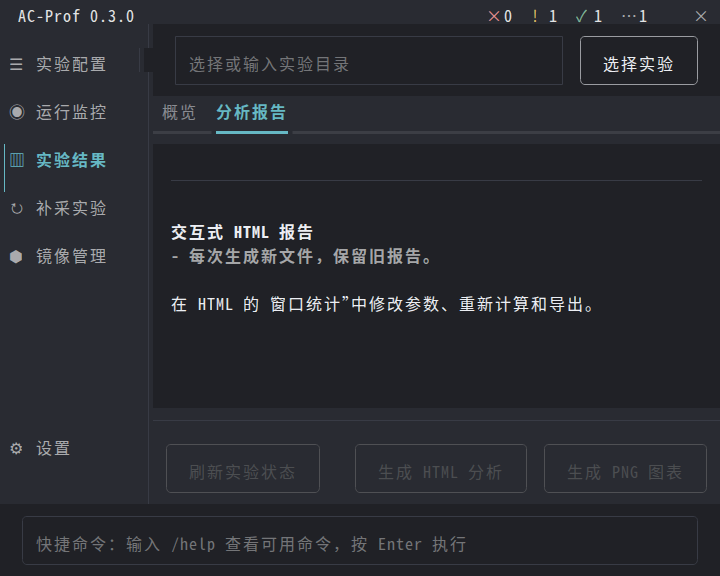 AC-Prof 0.3.0
× 0 ! 1 ✓ 1 … 1 ×
☰ 实验配置
选择或输入实验目录
选择实验
◉ 运行监控
概览 分析报告
▥ 实验结果
↻ 补采实验
⬢ 镜像管理
交互式 HTML 报告
- 每次生成新文件，保留旧报告。
在 HTML 的 窗口统计”中修改参数、重新计算和导出。
⚙ 设置
刷新实验状态
生成 HTML 分析
生成 PNG 图表
快捷命令：输入 /help 查看可用命令，按 Enter 执行